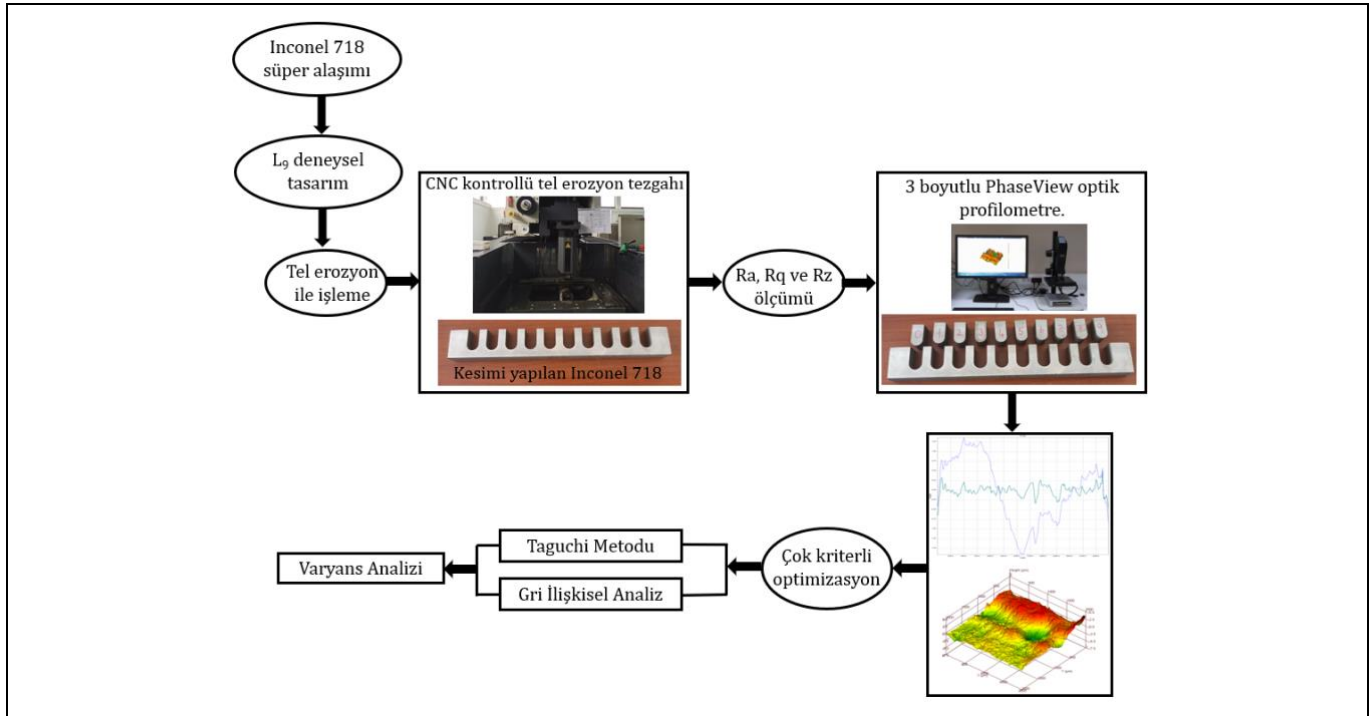 Inconel 718
süper alaşımı
L₉ deneysel
tasarım
Tel erozyon
ile işleme
CNC kontrollü tel erozyon tezgahı
Kesimi yapılan Inconel 718
Ra, Rq ve Rz
ölçümü
3 boyutlu PhaseView optik
profilometre.
Çok kriterli
optimizasyon
Taguchi Metodu
Gri İlişkisel Analiz
Varyans Analizi